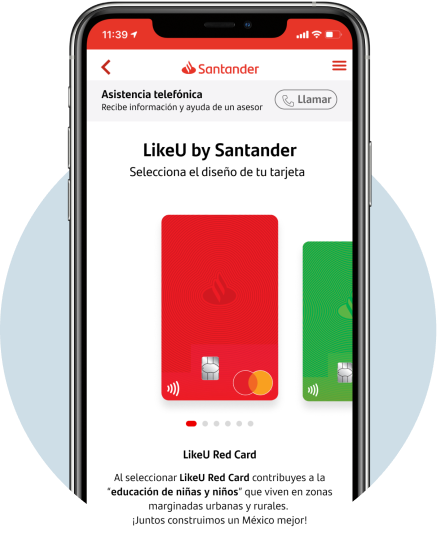 11:39
Santander
Asistencia telefónica
Recibe información y ayuda de un asesor
Llamar
LikeU by Santander
Selecciona el diseño de tu tarjeta
LikeU Red Card
Al seleccionar LikeU Red Card contribuyes a la
"educación de niñas y niños" que viven en zonas
marginadas urbanas y rurales.
¡Juntos construimos un México mejor!